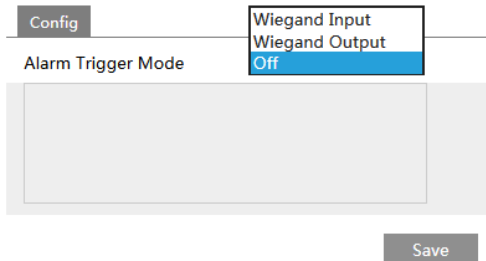 Config
Wiegand Input
Wiegand Output
Alarm Trigger Mode
Off
Save